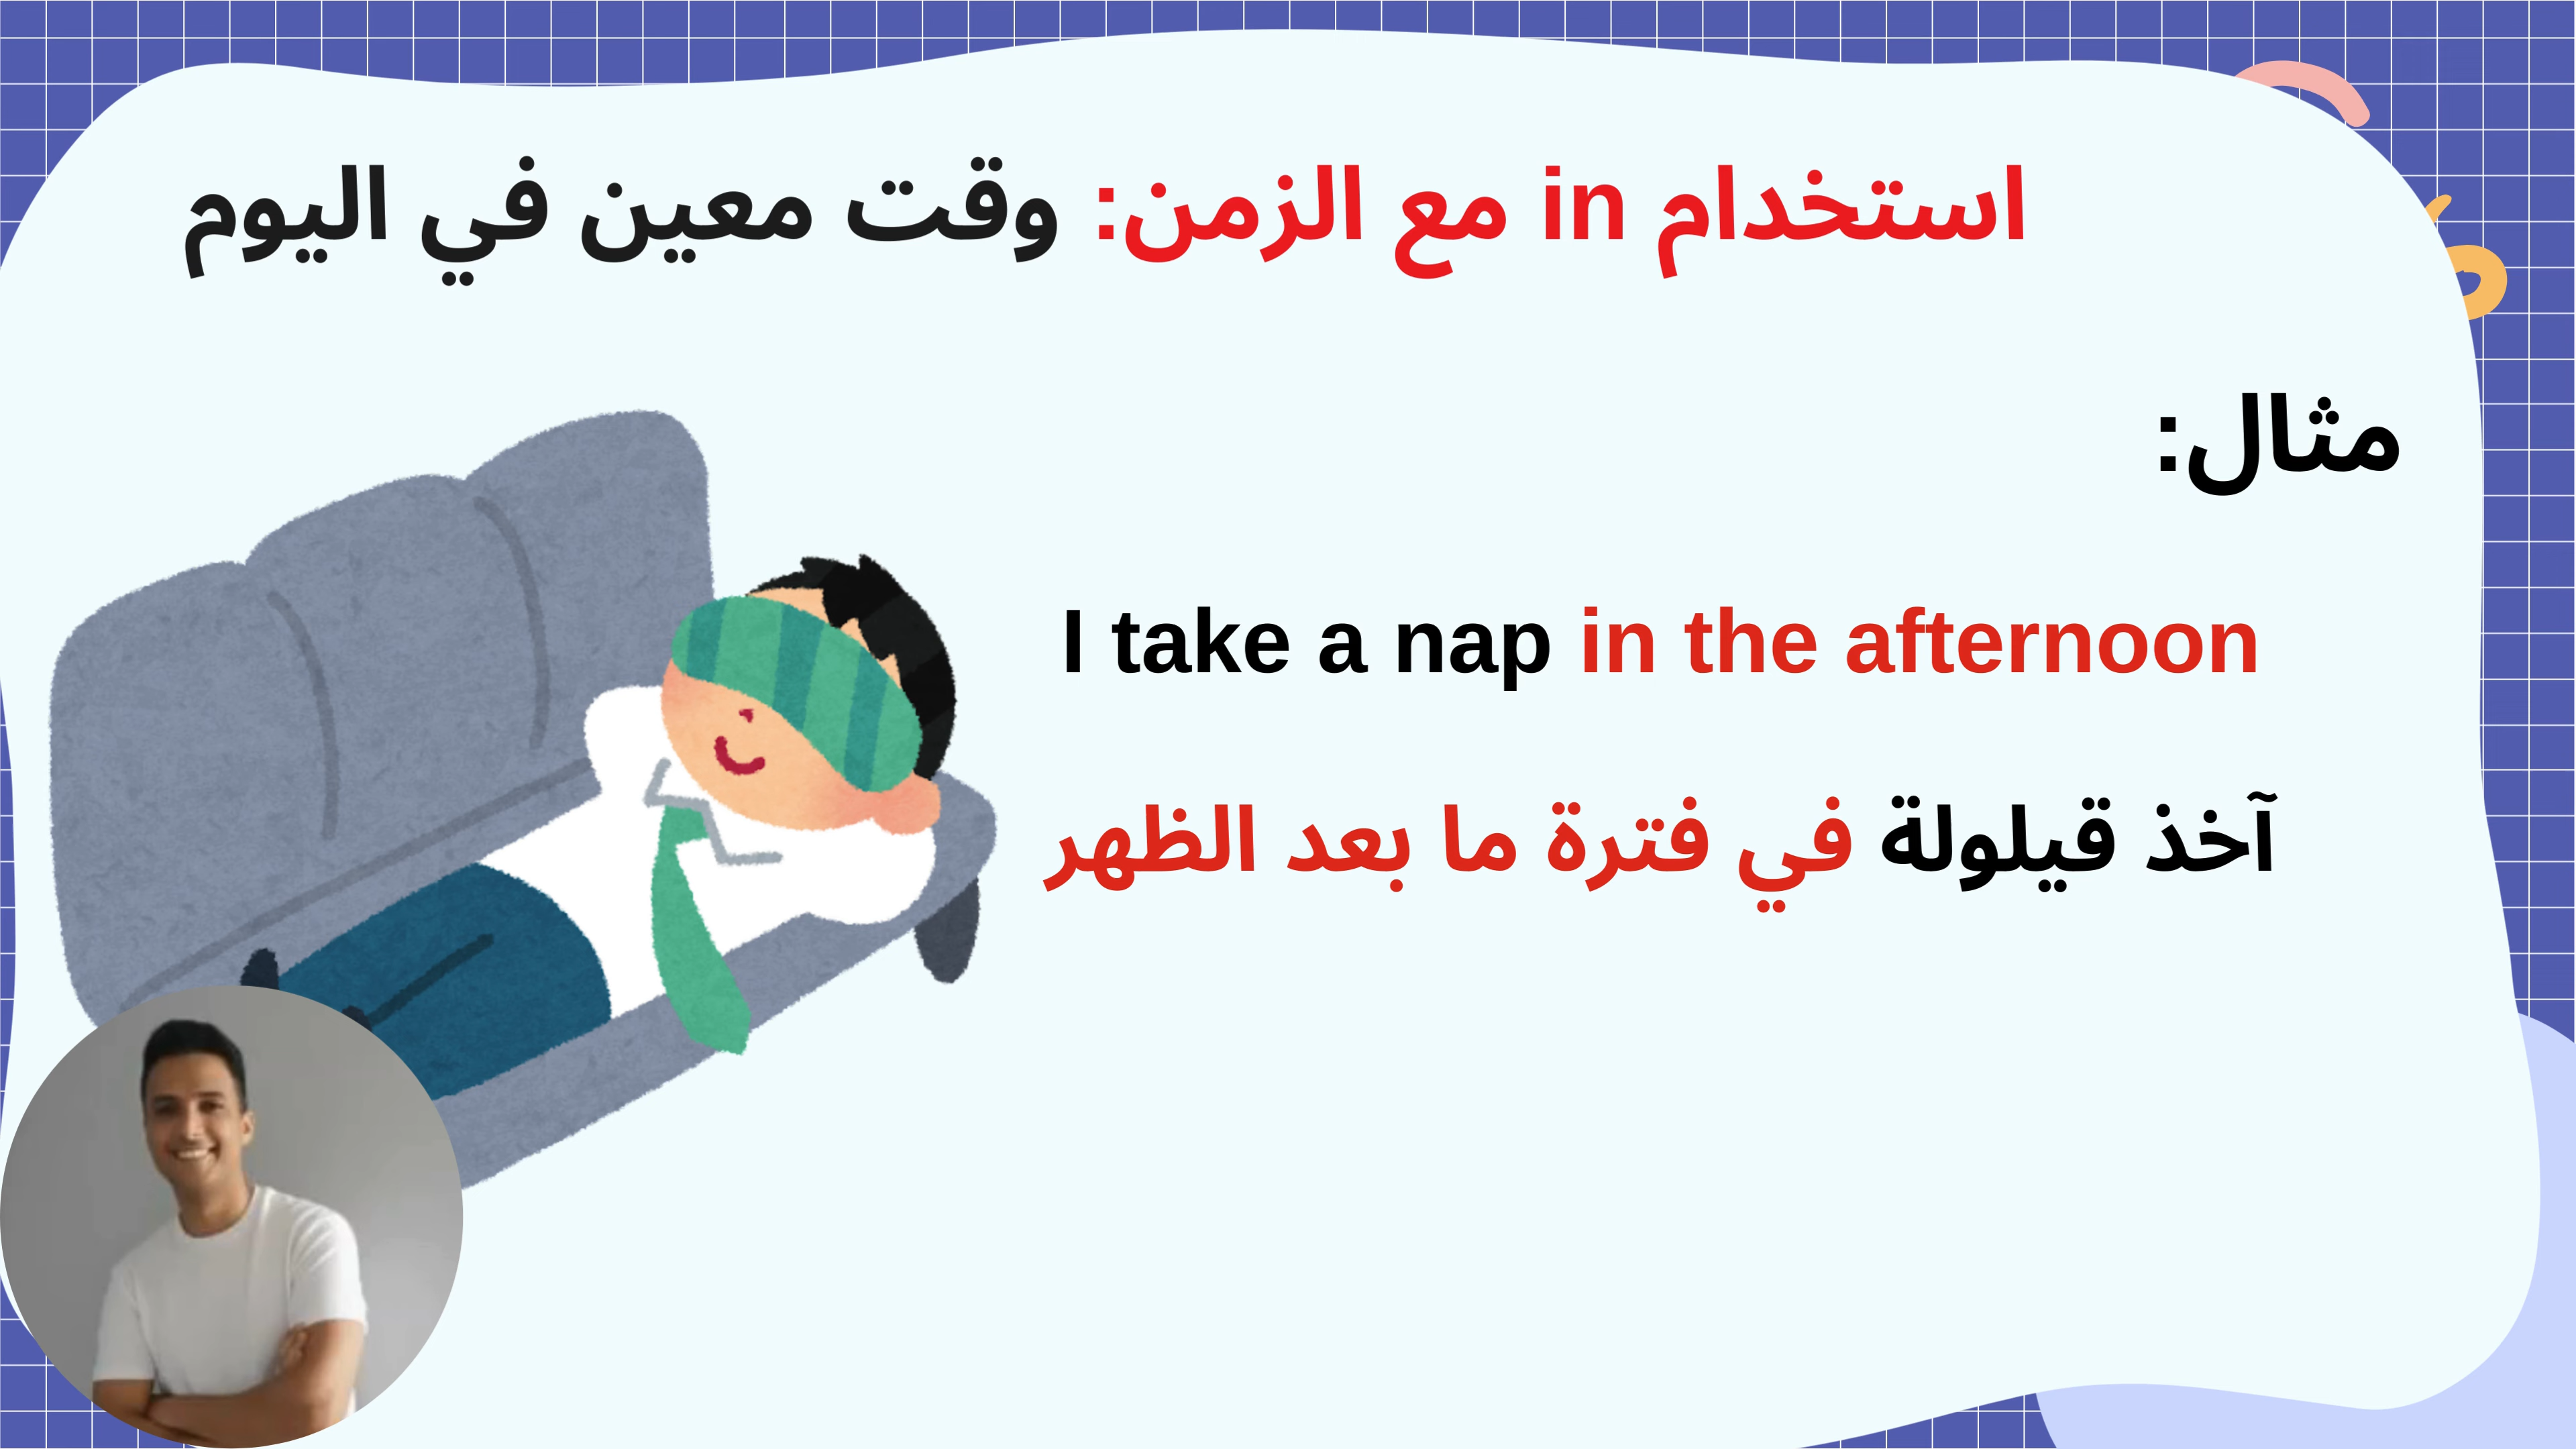 استخدام in مع الزمن: وقت معين في اليوم
مثال:
I take a nap in the afternoon
آخذ قيلولة في فترة ما بعد الظهر